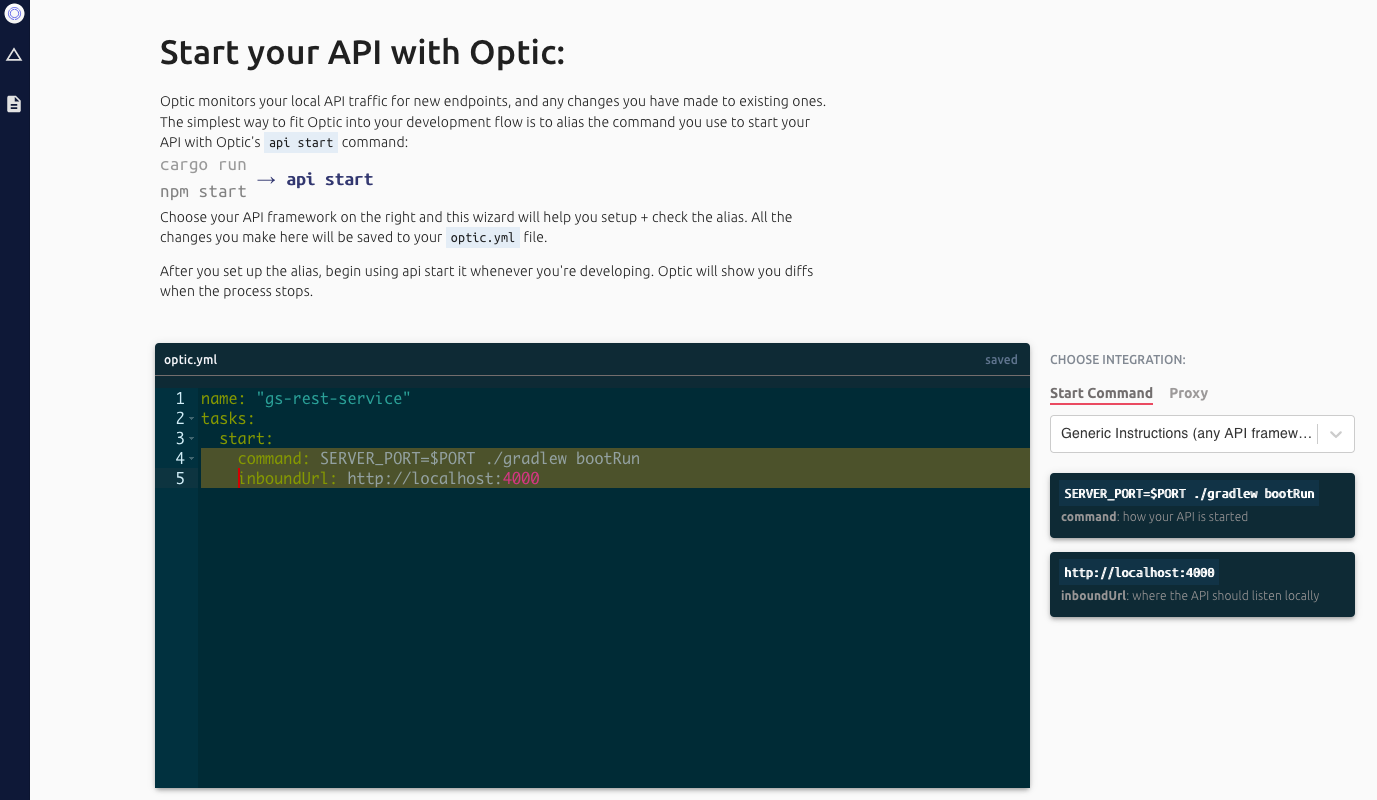 Start your API with Optic:
Optic monitors your local API traffic for new endpoints, and any changes you have made to existing ones.
The simplest way to fit Optic into your development flow is to alias the command you use to start your
API with Optic's api start command:
cargo run
npm start
→ api start
Choose your API framework on the right and this wizard will help you setup + check the alias. All the
changes you make here will be saved to your optic.yml file.
After you set up the alias, begin using api start it whenever you're developing. Optic will show you diffs
when the process stops.
optic.yml saved
1 name: "gs-rest-service"
2 tasks:
3 start:
4 command: SERVER_PORT=$PORT ./gradlew bootRun
5 inboundUrl: http://localhost:4000
CHOOSE INTEGRATION:
Start Command Proxy
Generic Instructions (any API framew...
SERVER_PORT=$PORT ./gradlew bootRun
command: how your API is started
http://localhost:4000
inboundUrl: where the API should listen locally